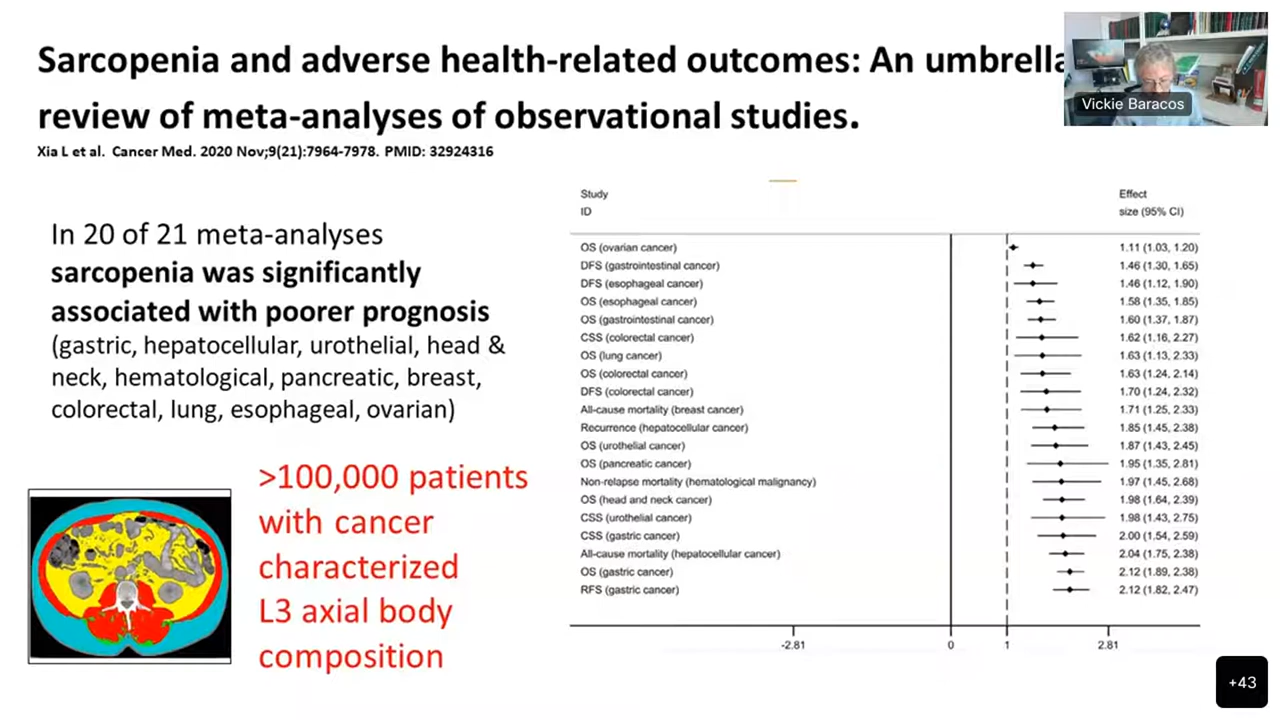 Sarcopenia and adverse health-related outcomes: An umbrella
review of meta-analyses of observational studies.
Xia L et al. Cancer Med. 2020 Nov;9(21):7964-7978. PMID: 32924316
Vickie Baracos
In 20 of 21 meta-analyses
sarcopenia was significantly
associated with poorer prognosis
(gastric, hepatocellular, urothelial, head &
neck, hematological, pancreatic, breast,
colorectal, lung, esophageal, ovarian)
>100,000 patients
with cancer
characterized
L3 axial body
composition
Study Effect
ID size (95% CI)
OS (ovarian cancer) 1.11 (1.03, 1.20)
DFS (gastrointestinal cancer) 1.46 (1.30, 1.65)
DFS (esophageal cancer) 1.46 (1.12, 1.90)
OS (esophageal cancer) 1.58 (1.35, 1.85)
OS (gastrointestinal cancer) 1.60 (1.37, 1.87)
CSS (colorectal cancer) 1.62 (1.16, 2.27)
OS (lung cancer) 1.63 (1.13, 2.33)
OS (colorectal cancer) 1.63 (1.24, 2.14)
DFS (colorectal cancer) 1.70 (1.24, 2.32)
All-cause mortality (breast cancer) 1.71 (1.25, 2.33)
Recurrence (hepatocellular cancer) 1.85 (1.45, 2.38)
OS (urothelial cancer) 1.87 (1.43, 2.45)
OS (pancreatic cancer) 1.95 (1.35, 2.81)
Non-relapse mortality (hematological malignancy) 1.97 (1.45, 2.68)
OS (head and neck cancer) 1.98 (1.64, 2.39)
CSS (urothelial cancer) 1.98 (1.43, 2.75)
CSS (gastric cancer) 2.00 (1.54, 2.59)
All-cause mortality (hepatocellular cancer) 2.04 (1.75, 2.38)
OS (gastric cancer) 2.12 (1.89, 2.38)
RFS (gastric cancer) 2.12 (1.82, 2.47)
-2.81 0 1 2.81
+43